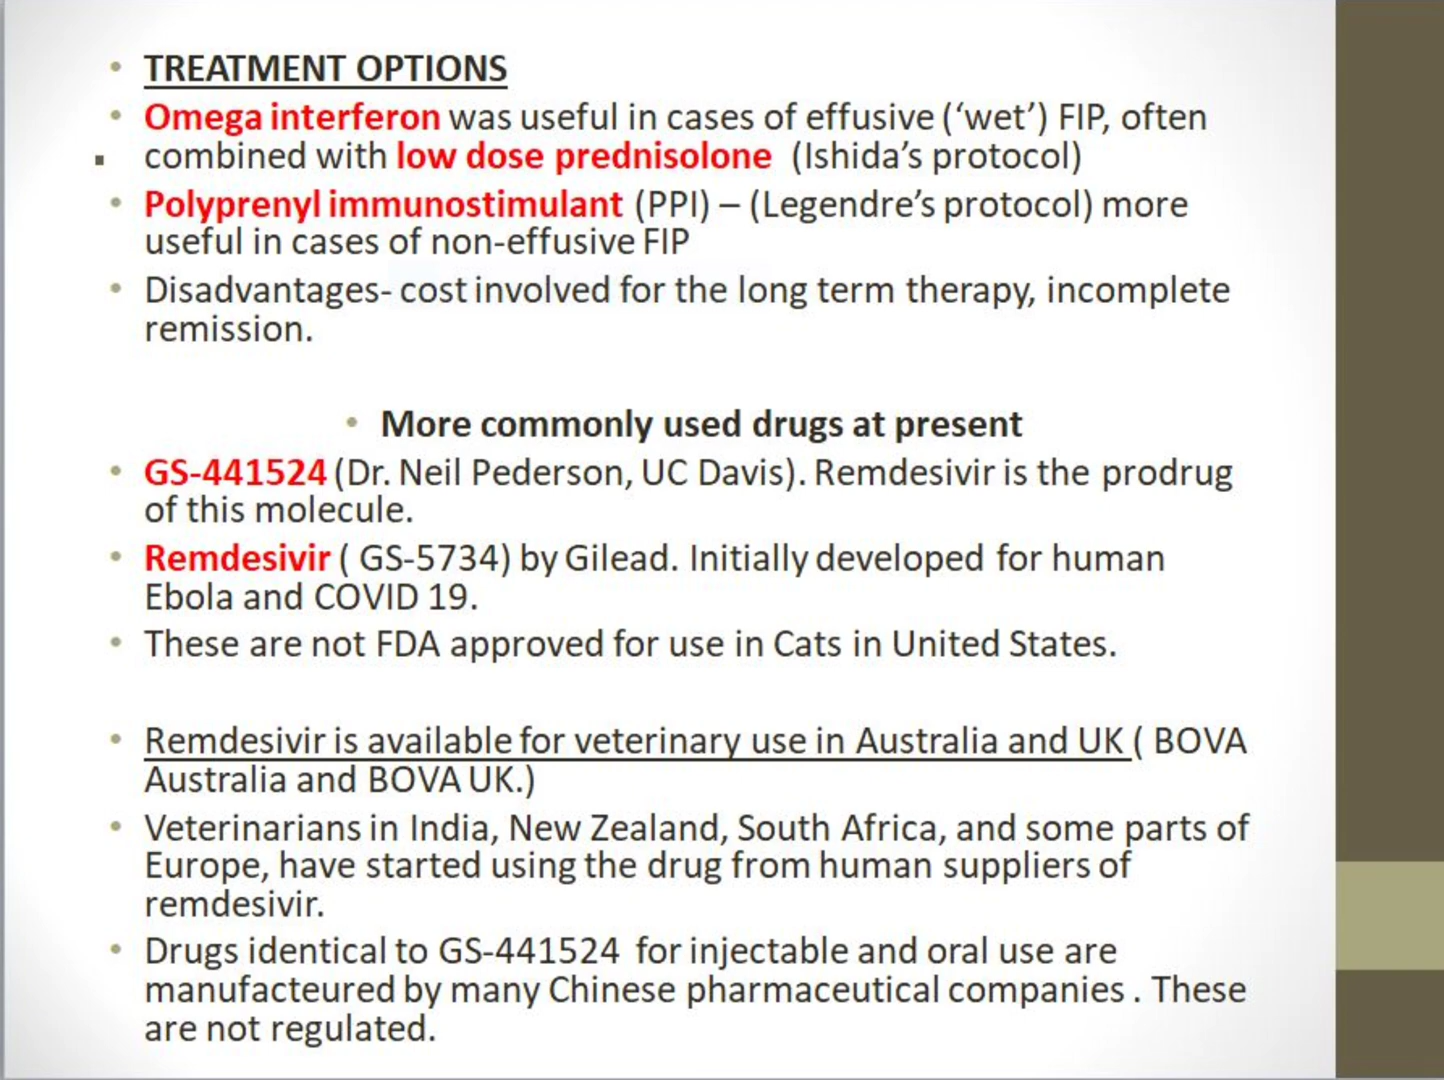 TREATMENT OPTIONS
Omega interferon was useful in cases of effusive (‘wet’) FIP, often
combined with low dose prednisolone (Ishida’s protocol)
Polyprenyl immunostimulant (PPI) – (Legendre’s protocol) more
useful in cases of non-effusive FIP
Disadvantages- cost involved for the long term therapy, incomplete
remission.
More commonly used drugs at present
GS-441524 (Dr. Neil Pederson, UC Davis). Remdesivir is the prodrug
of this molecule.
Remdesivir ( GS-5734) by Gilead. Initially developed for human
Ebola and COVID 19.
These are not FDA approved for use in Cats in United States.
Remdesivir is available for veterinary use in Australia and UK ( BOVA
Australia and BOVA UK.)
Veterinarians in India, New Zealand, South Africa, and some parts of
Europe, have started using the drug from human suppliers of
remdesivir.
Drugs identical to GS-441524 for injectable and oral use are
manufacteured by many Chinese pharmaceutical companies . These
are not regulated.